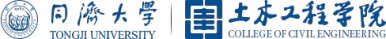 同濟大學
TONGJI UNIVERSITY
土木工程学院
COLLEGE OF CIVIL ENGINEERING